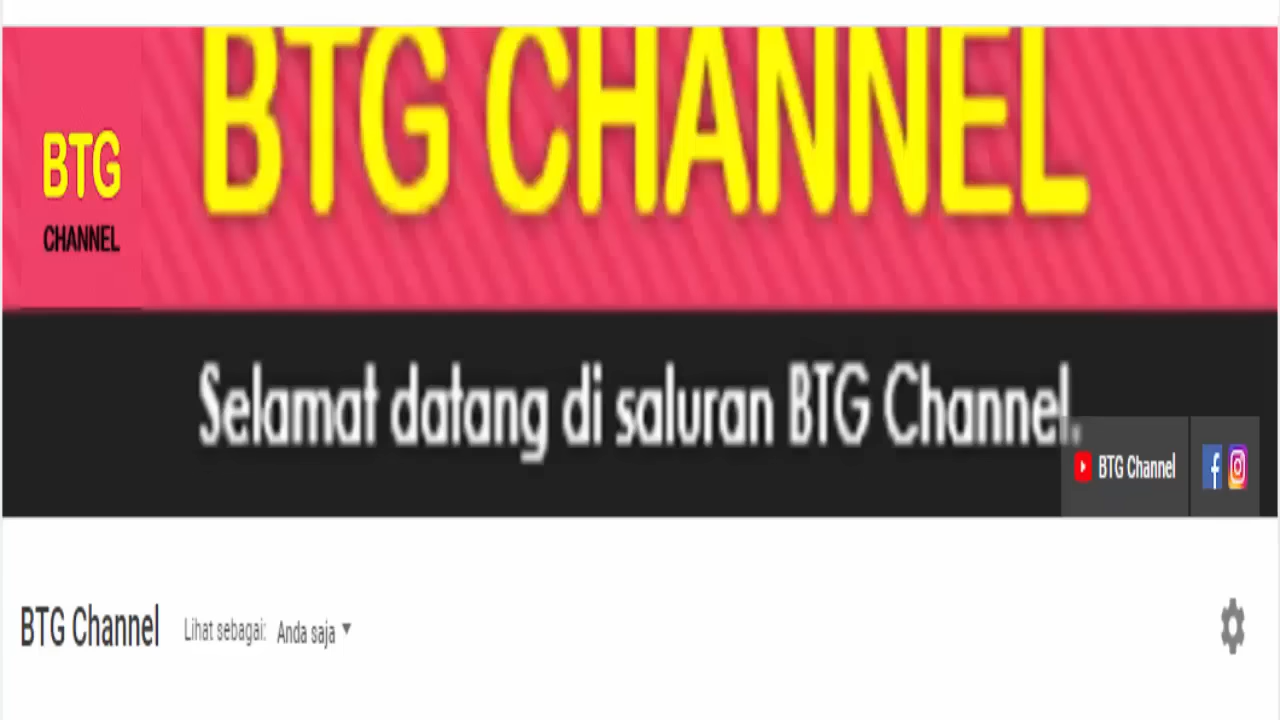 BTG CHANNEL
BTG
CHANNEL
Selamat datang di saluran BTG Channel.
BTG Channel
BTG Channel Lihat sebagai: Anda saja